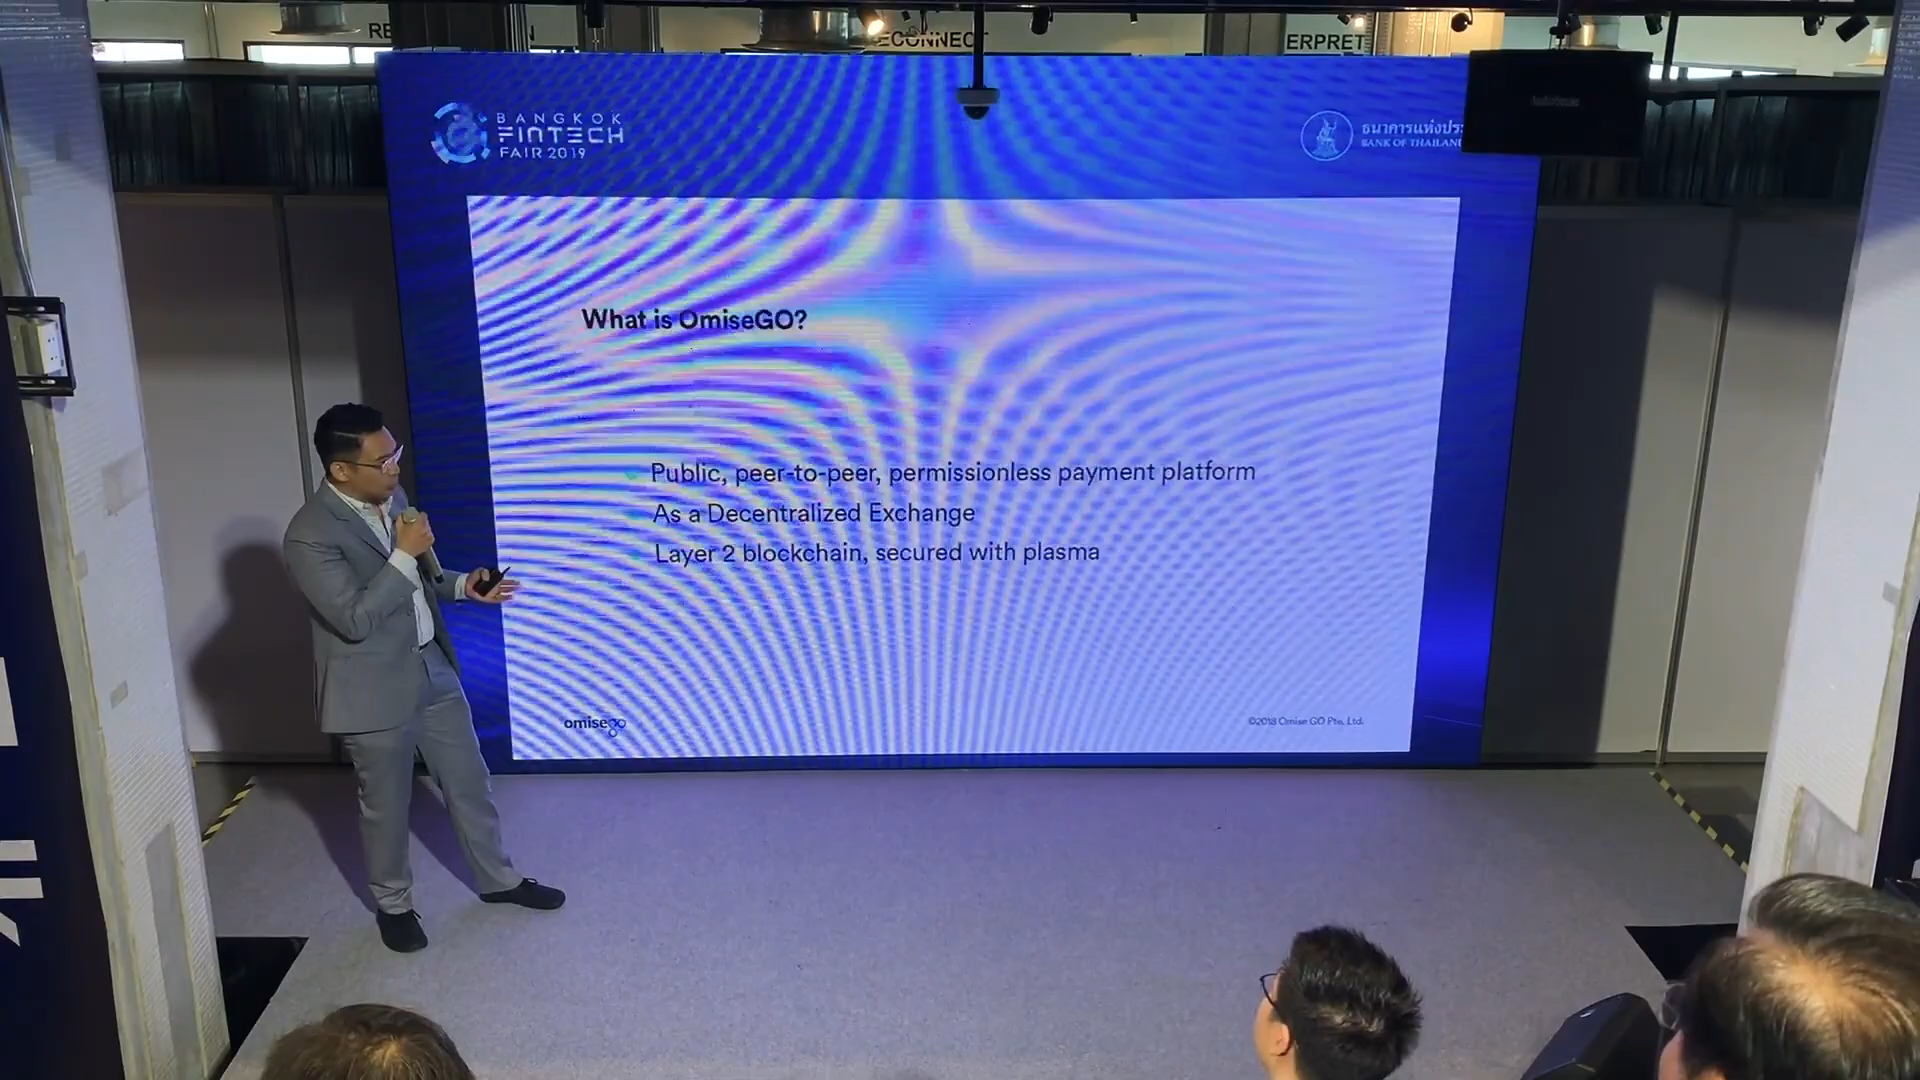 ERPRET
BANGKOK
FINTECH
FAIR 2019
ธนาคารแห่งประ
BANK OF THAILAND
What is OmiseGO?
Public, peer-to-peer, permissionless payment platform
As a Decentralized Exchange
Layer 2 blockchain, secured with plasma
omisego
©2018 Omise GO Pte. Ltd.